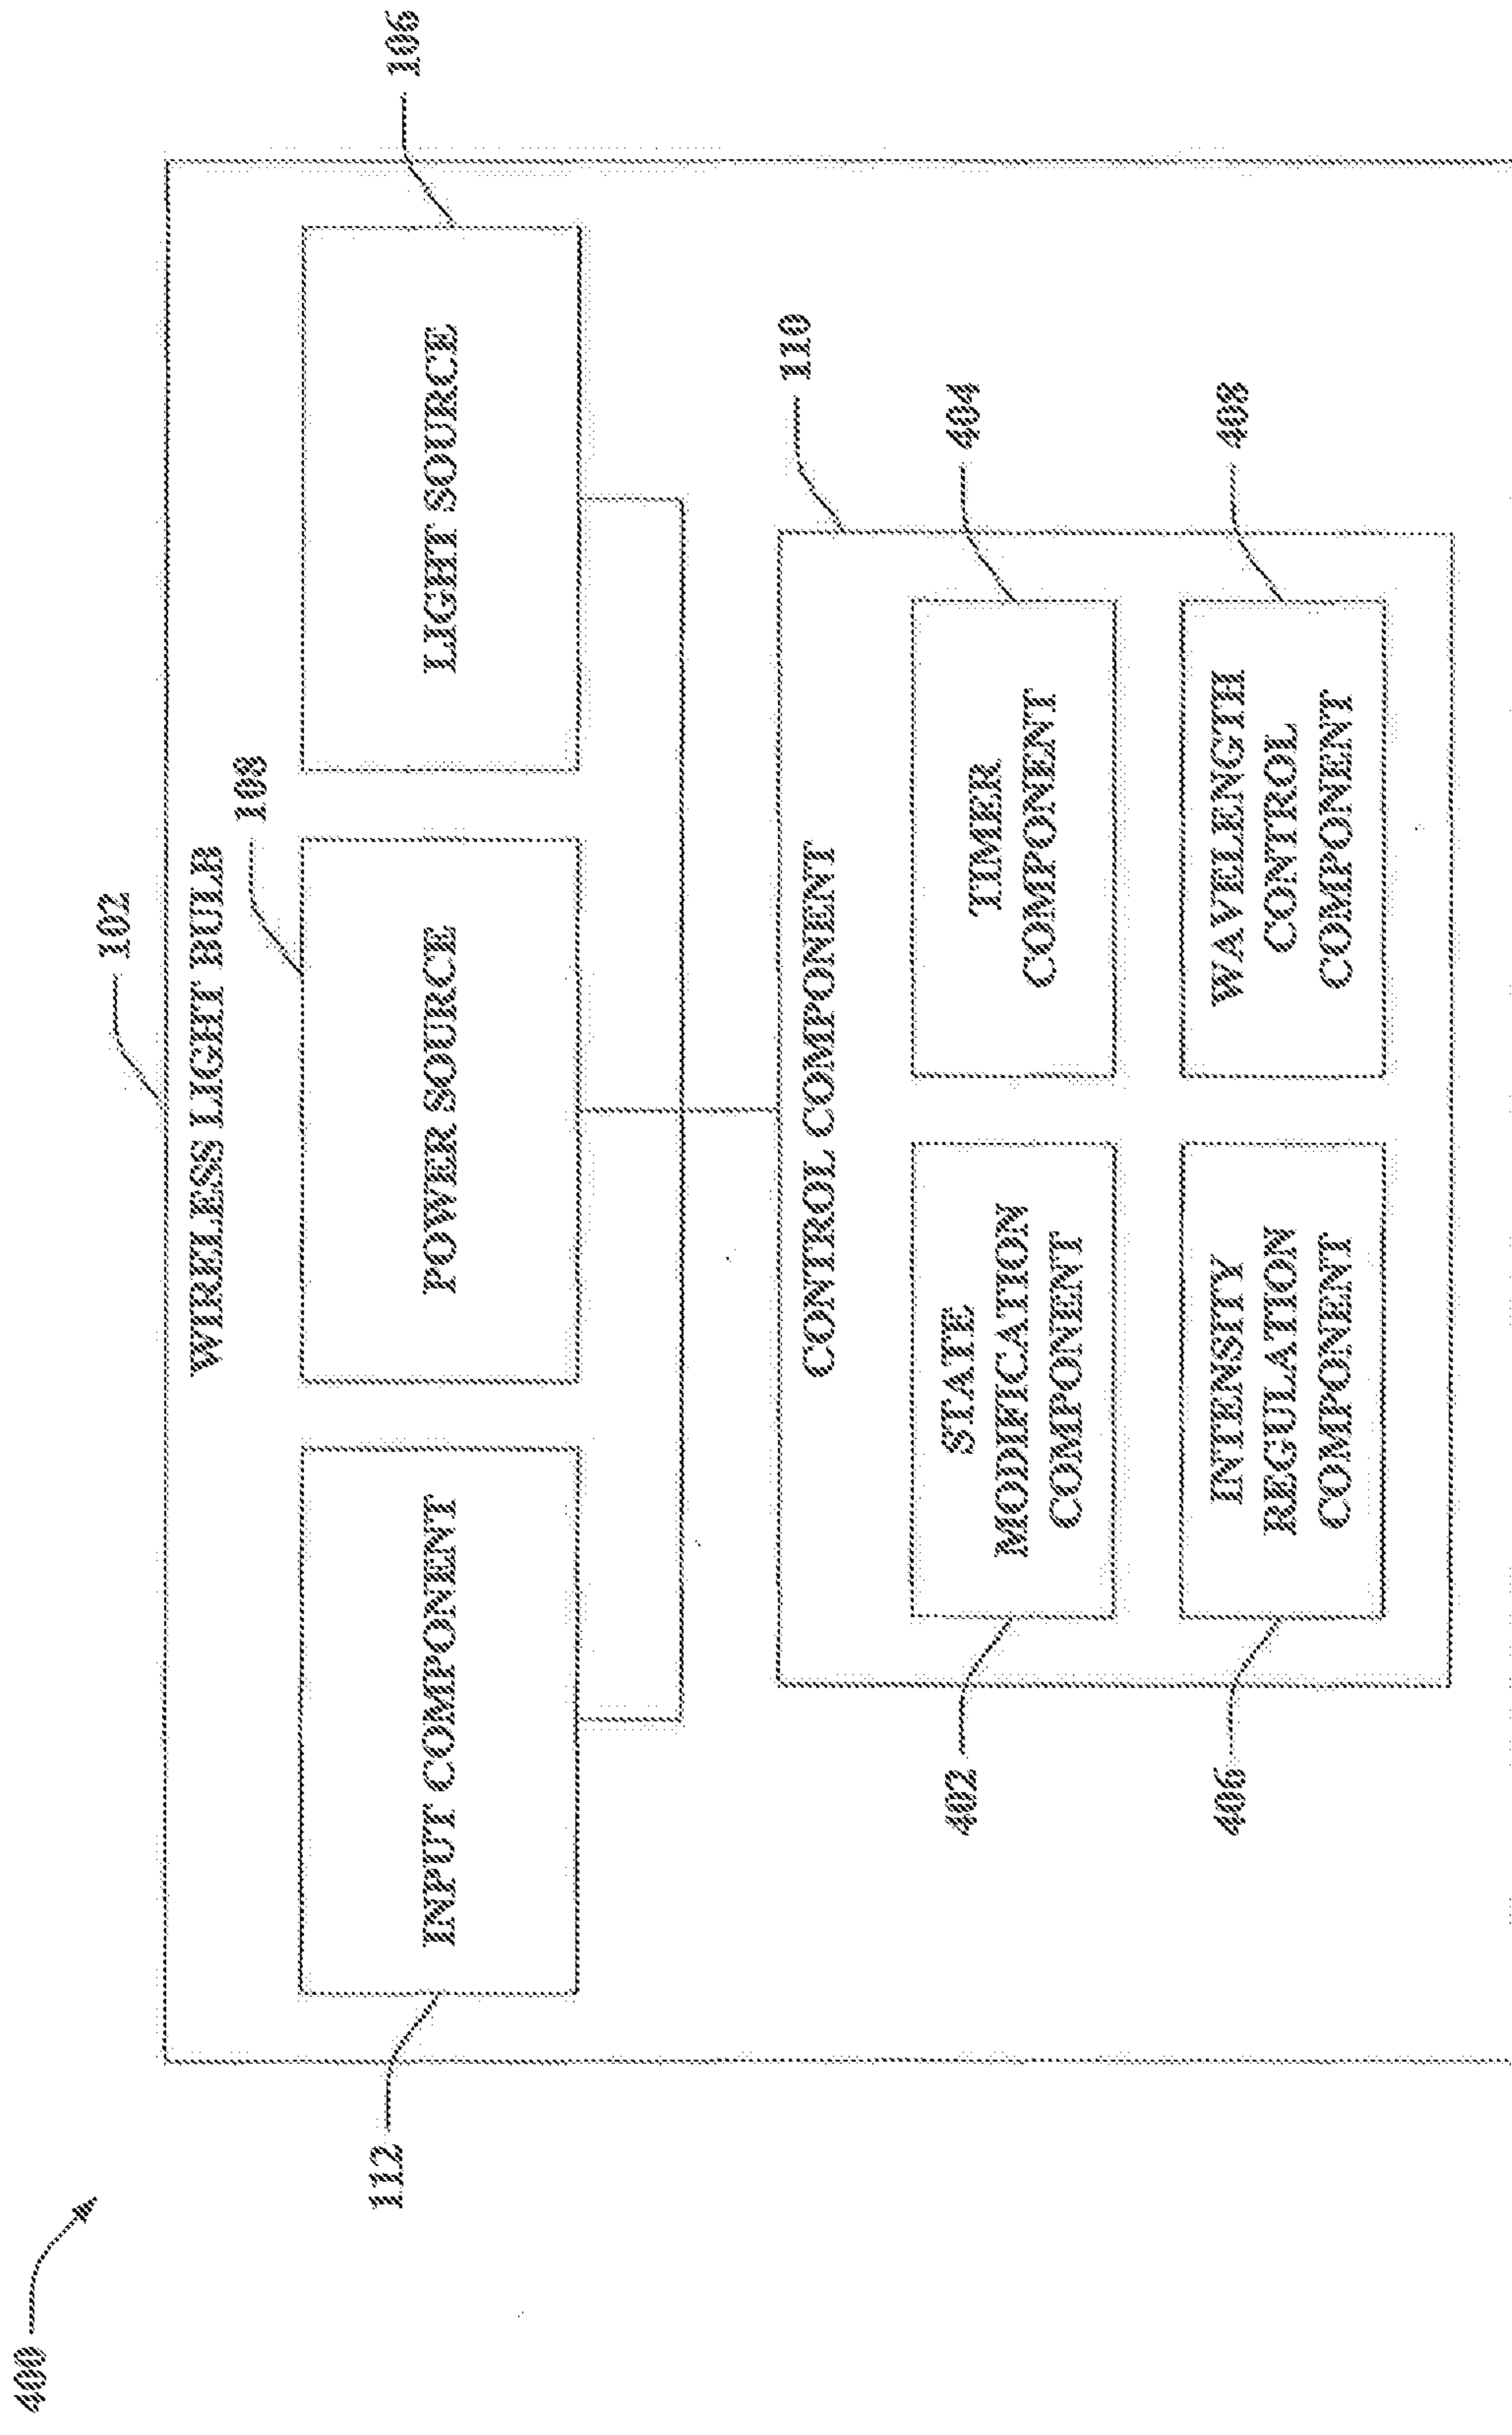 400
102
WIRELESS LIGHT BULB
108
106
112
INPUT COMPONENT
POWER SOURCE
LIGHT SOURCE
110
CONTROL COMPONENT
402
STATE
MODIFICATION
COMPONENT
TIMER
COMPONENT
404
406
INTENSITY
REGULATION
COMPONENT
WAVELENGTH
CONTROL
COMPONENT
408